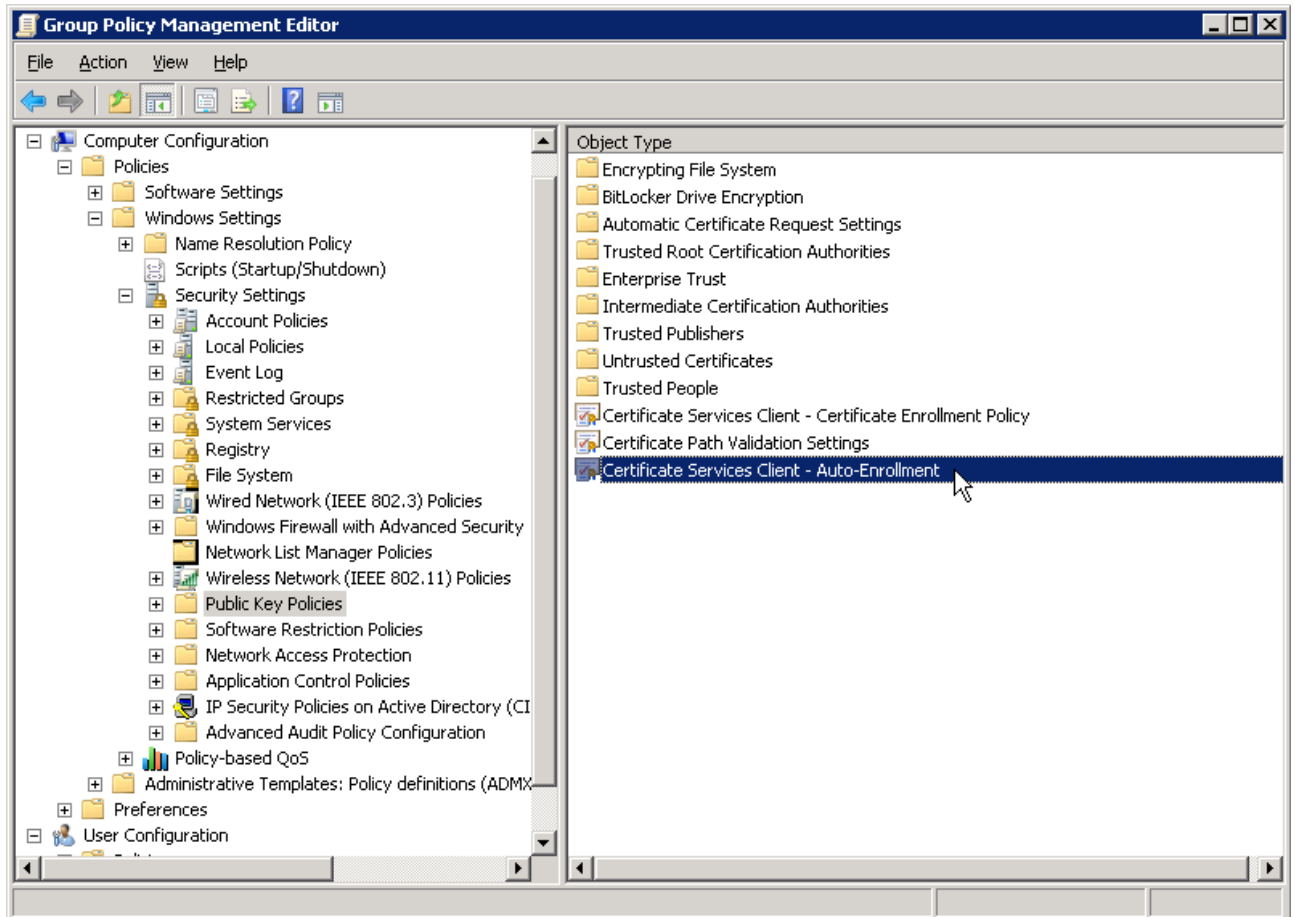 Group Policy Management Editor
File Action View Help
Computer Configuration
Policies
Software Settings
Windows Settings
Name Resolution Policy
Scripts (Startup/Shutdown)
Security Settings
Account Policies
Local Policies
Event Log
Restricted Groups
System Services
Registry
File System
Wired Network (IEEE 802.3) Policies
Windows Firewall with Advanced Security
Network List Manager Policies
Wireless Network (IEEE 802.11) Policies
Public Key Policies
Software Restriction Policies
Network Access Protection
Application Control Policies
IP Security Policies on Active Directory (CI
Advanced Audit Policy Configuration
Policy-based QoS
Administrative Templates: Policy definitions (ADMX
Preferences
User Configuration
Object Type
Encrypting File System
BitLocker Drive Encryption
Automatic Certificate Request Settings
Trusted Root Certification Authorities
Enterprise Trust
Intermediate Certification Authorities
Trusted Publishers
Untrusted Certificates
Trusted People
Certificate Services Client - Certificate Enrollment Policy
Certificate Path Validation Settings
Certificate Services Client - Auto-Enrollment